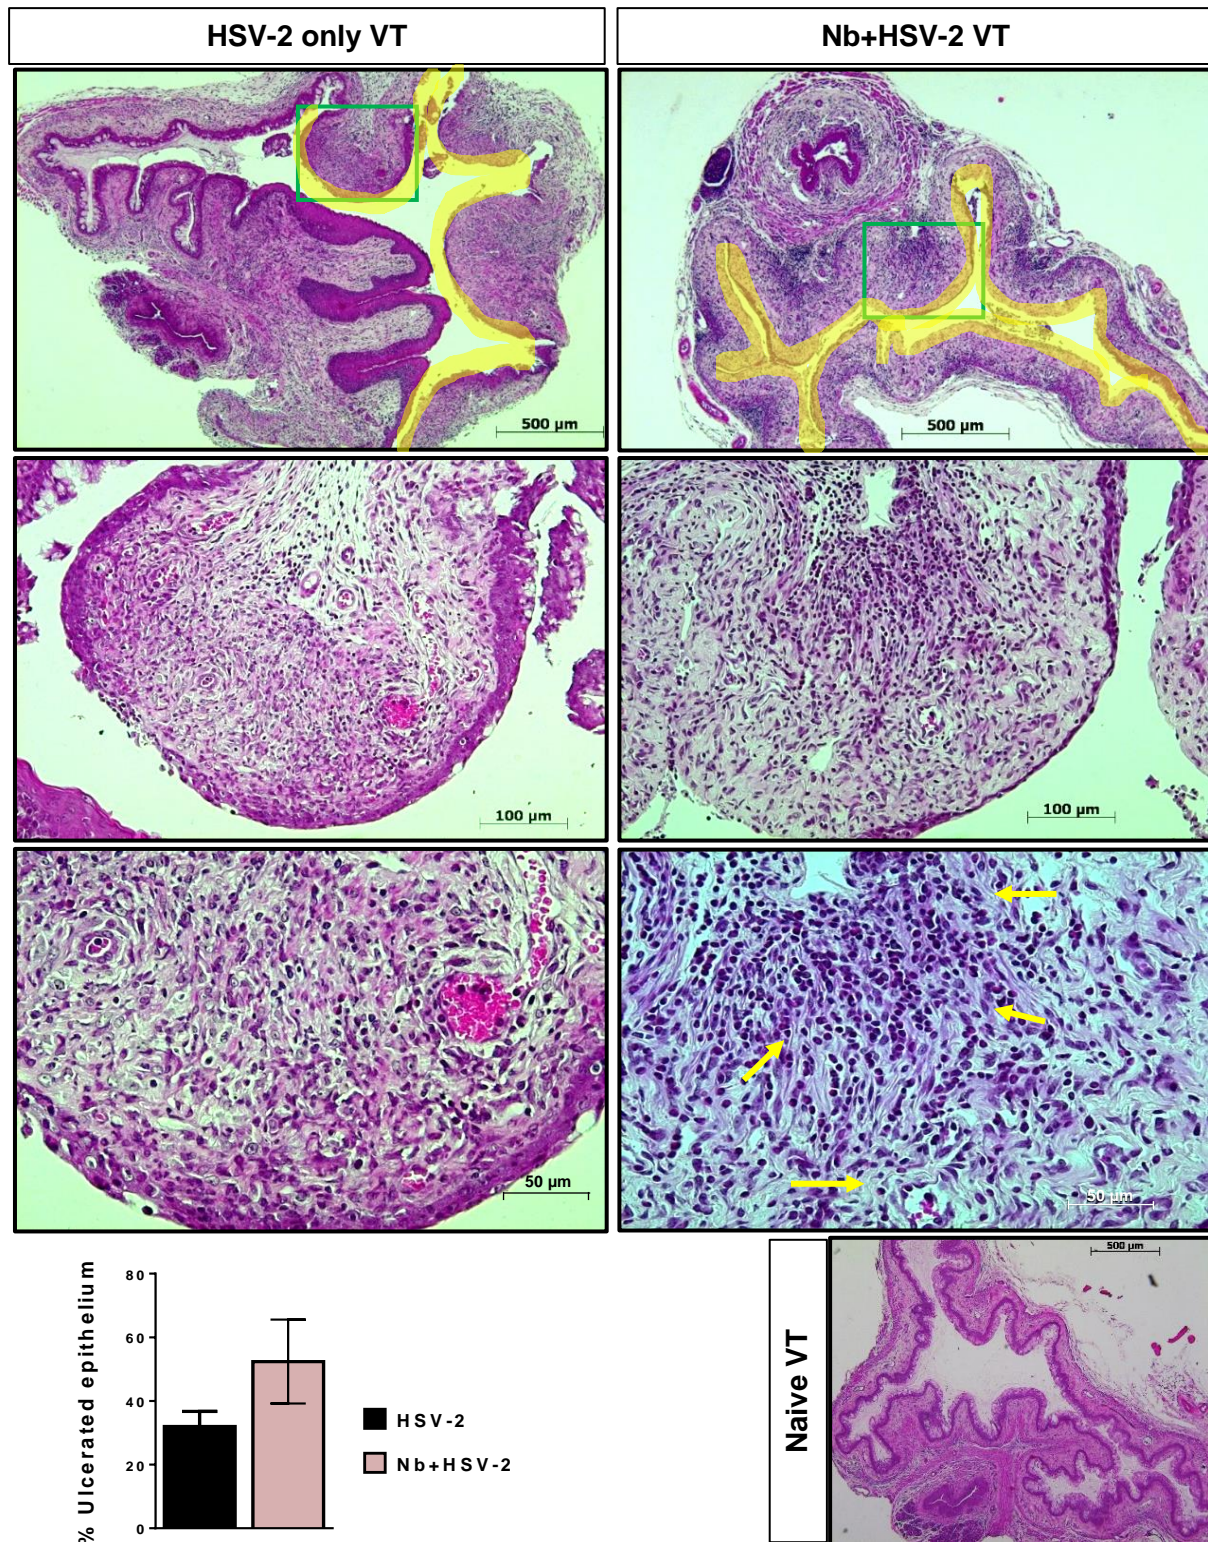 HSV-2 only VT
Nb+HSV-2 VT
500 µm
500 µm
100 µm
100 µm
50 µm
50 µm
% Ulcerated epithelium
80
60
40
20
0
HSV-2
Nb+HSV-2
Naive VT
500 µm